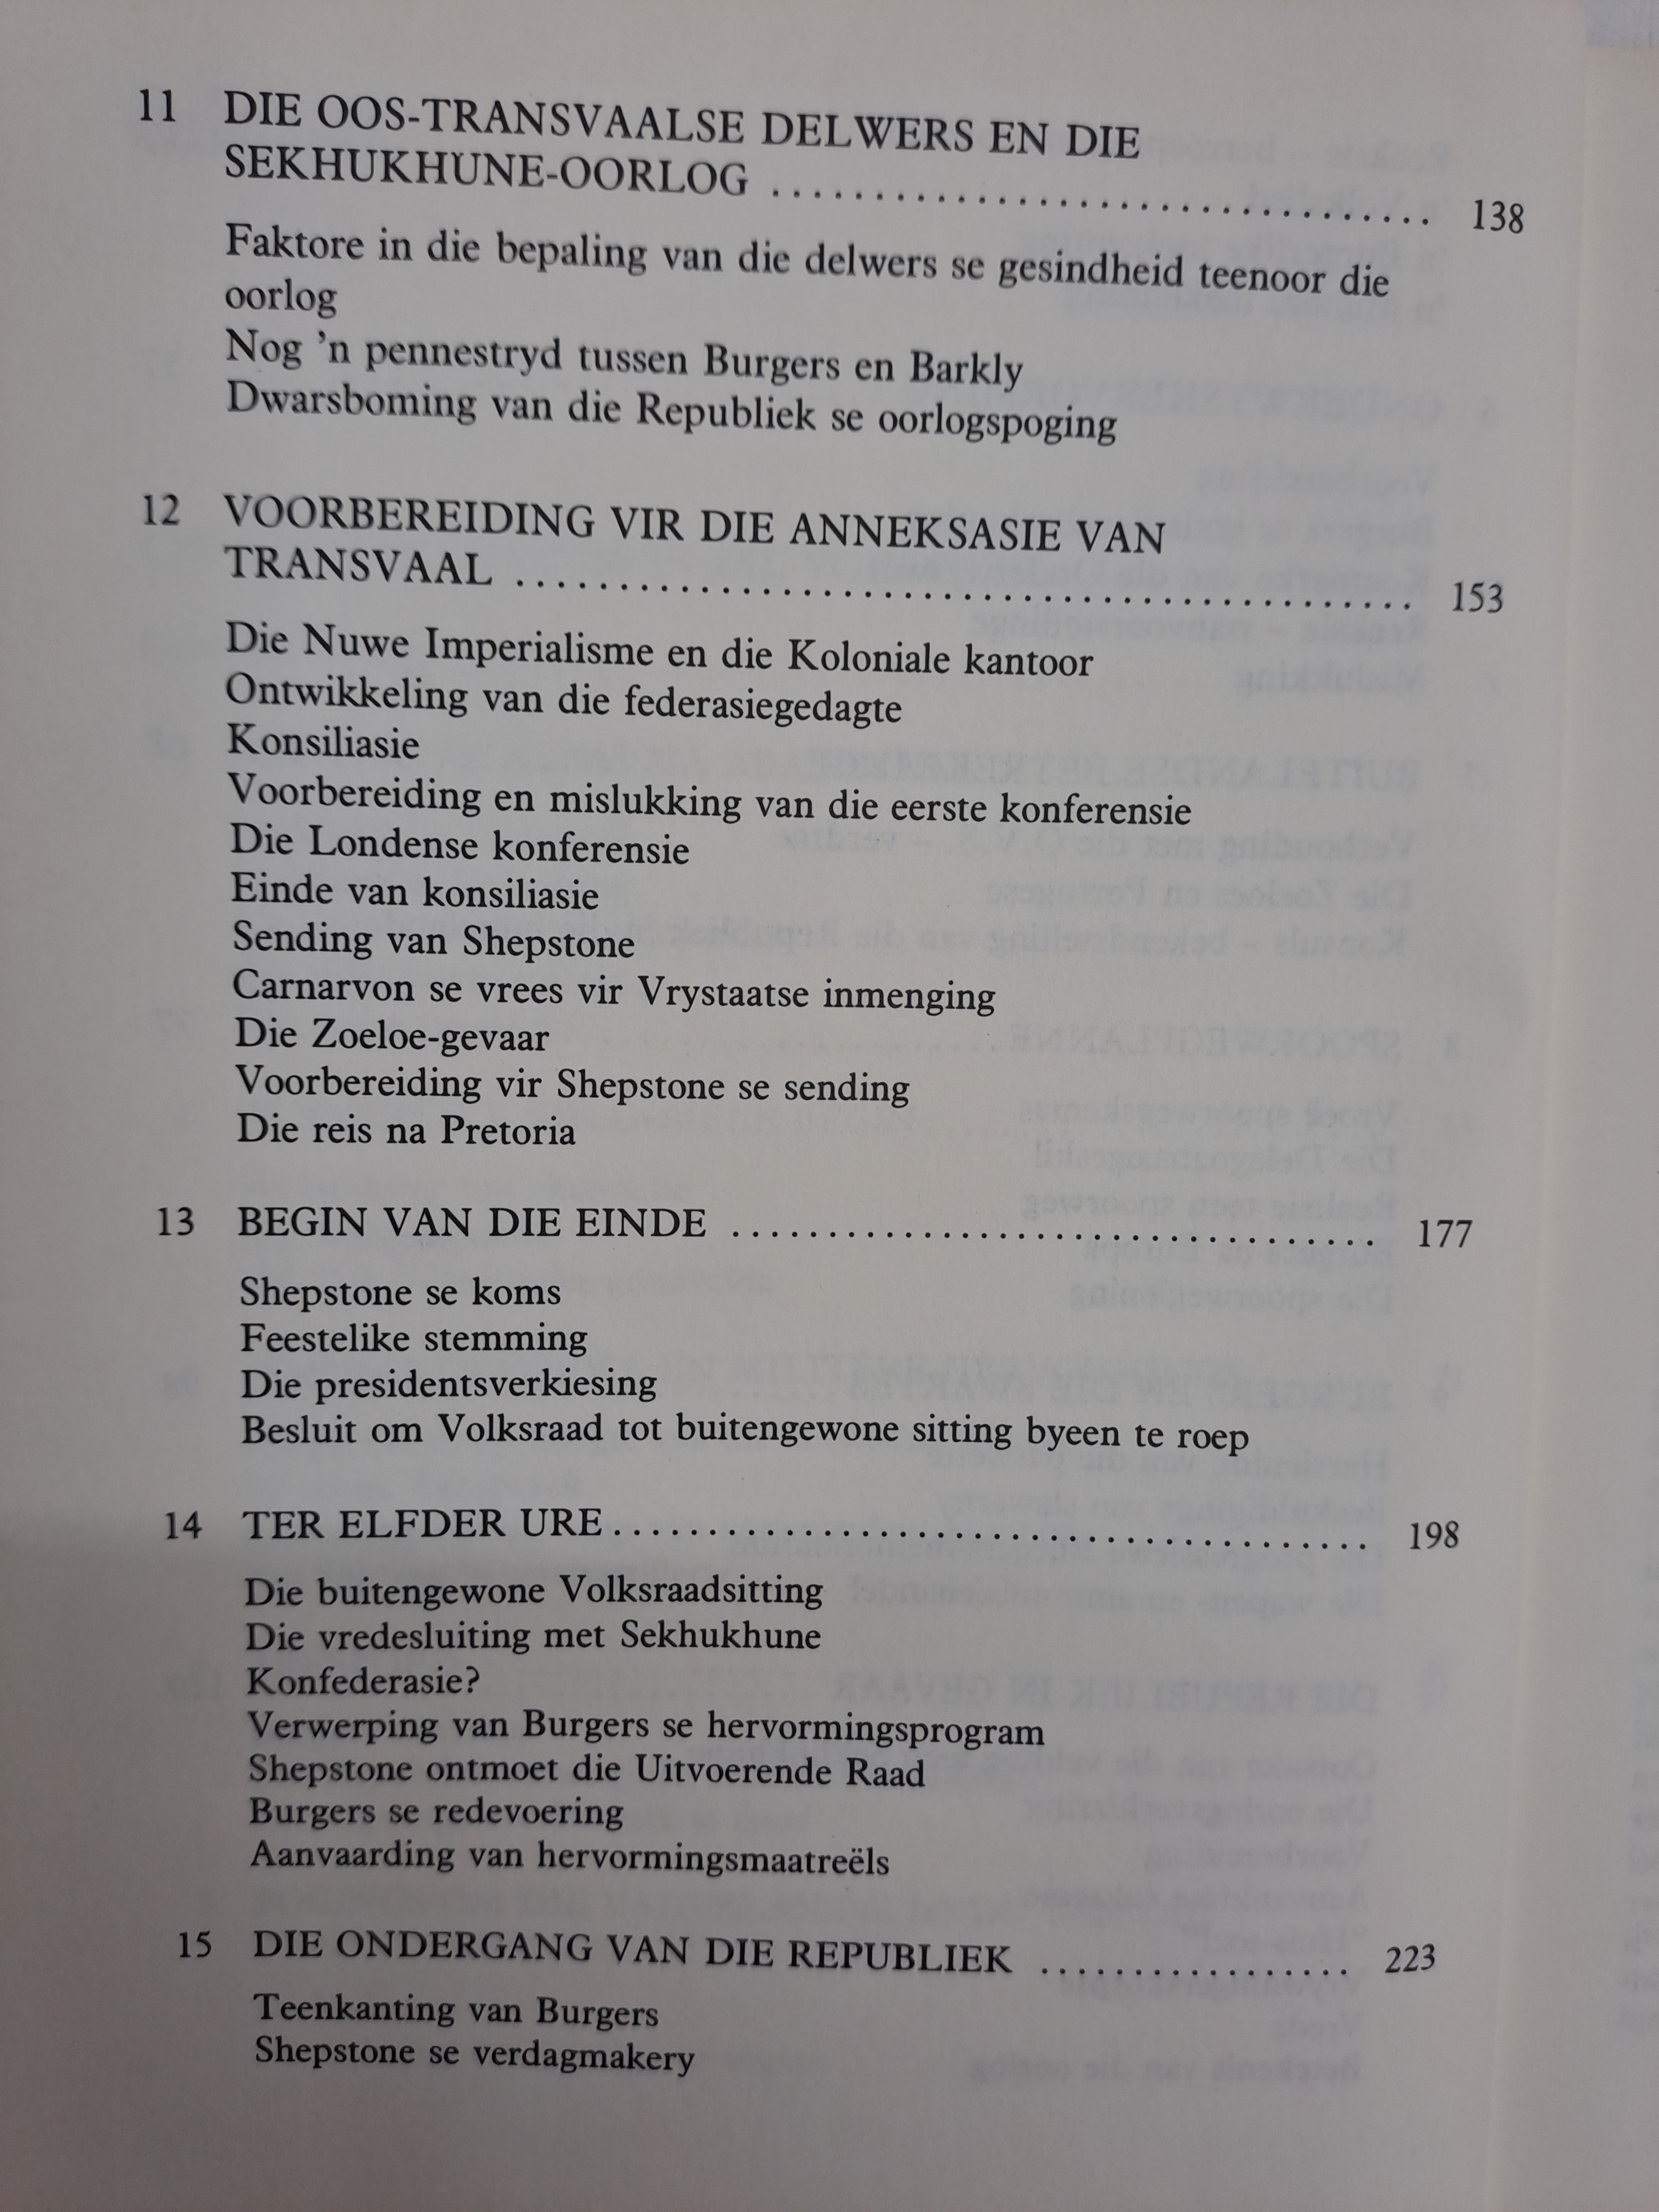 11 DIE OOS-TRANSVAALSE DELWERS EN DIE
SEKHUKHUNE-OORLOG .................................. 138
Faktore in die bepaling van die delwers se gesindheid teenoor die
oorlog
Nog 'n pennestryd tussen Burgers en Barkly
Dwarsboming van die Republiek se oorlogspoging
12 VOORBEREIDING VIR DIE ANNEKSASIE VAN
TRANSVAAL .............................................. 153
Die Nuwe Imperialisme en die Koloniale kantoor
Ontwikkeling van die federasiegedagte
Konsiliasie
Voorbereiding en mislukking van die eerste konferensie
Die Londense konferensie
Einde van konsiliasie
Sending van Shepstone
Carnarvon se vrees vir Vrystaatse inmenging
Die Zoeloe-gevaar
Voorbereiding vir Shepstone se sending
Die reis na Pretoria
13 BEGIN VAN DIE EINDE .................................. 177
Shepstone se koms
Feestelike stemming
Die presidentsverkiesing
Besluit om Volksraad tot buitengewone sitting byeen te roep
14 TER ELFDER URE........................................ 198
Die buitengewone Volksraadsitting
Die vredesluiting met Sekhukhune
Konfederasie?
Verwerping van Burgers se hervormingsprogram
Shepstone ontmoet die Uitvoerende Raad
Burgers se redevoering
Aanvaarding van hervormingsmaatreëls
15 DIE ONDERGANG VAN DIE REPUBLIEK ................. 223
Teenkanting van Burgers
Shepstone se verdagmakery